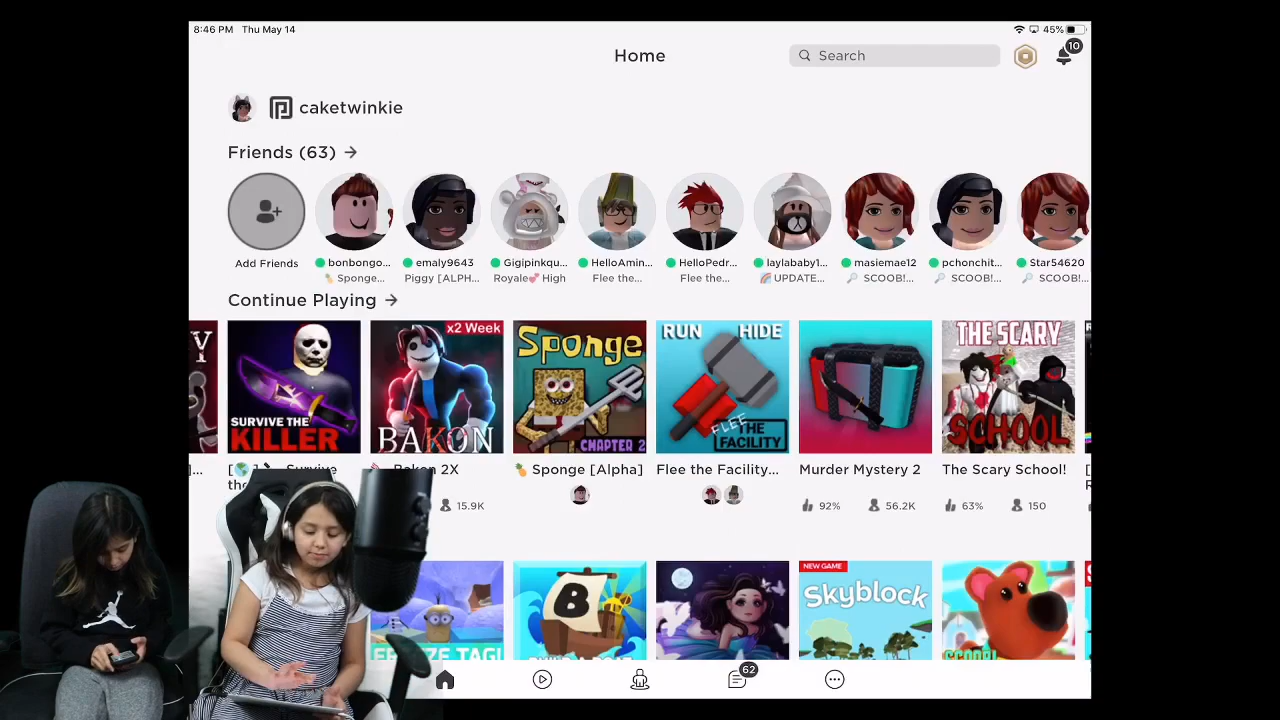 8:46 PM Thu May 14
45%
Home
Search
10
caketwinkie
Friends (63)
Add Friends
bonbongo...
🍍 Sponge...
emaly9643
Piggy [ALPH...
Gigipinkqu...
Royale💕 High
HelloAmin...
Flee the...
HelloPedr...
Flee the...
laylababy1...
🌈 UPDATE...
masiemae12
🔎 SCOOB!...
pchonchit...
🔎 SCOOB!...
Star54620
🔎 SCOOB!...
Continue Playing
Y
SURVIVE THE
KILLER
x2 Week
BAKON
Sponge
CHAPTER 2
RUN HIDE
FLEE
THE
FACILITY
THE SCARY
SCHOOL
Survive
the
Bakon 2X
15.9K
🍍 Sponge [Alpha]
Flee the Facility...
Murder Mystery 2
92% 56.2K
The Scary School!
63% 150
EEZE TAG!
B
NEW GAME
Skyblock
SCOOB!
62